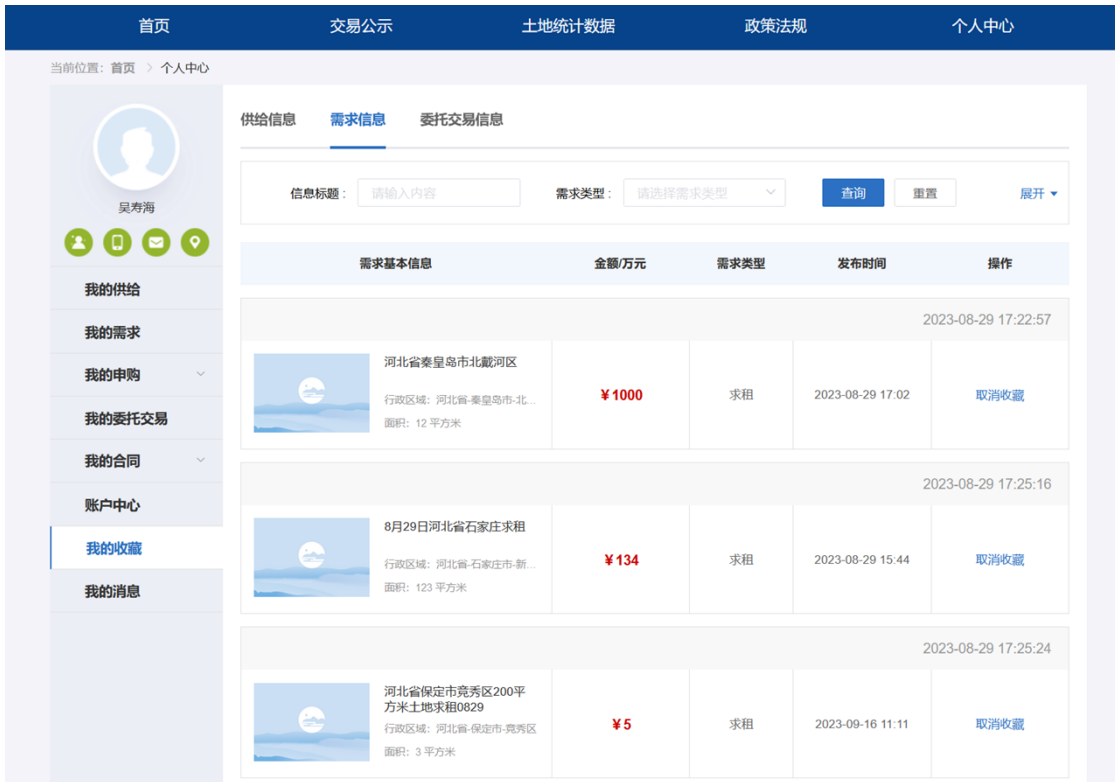 首页 交易公示 土地统计数据 政策法规 个人中心
当前位置：首页 > 个人中心
吴寿海
我的供给
我的需求
我的申购
我的委托交易
我的合同
账户中心
我的收藏
我的消息
供给信息 需求信息 委托交易信息
信息标题： 请输入内容 需求类型： 请选择需求类型 查询 重置 展开
需求基本信息 金额/万元 需求类型 发布时间 操作
2023-08-29 17:22:57
河北省秦皇岛市北戴河区
行政区域：河北省-秦皇岛市-北...
面积：12 平方米
￥1000 求租 2023-08-29 17:02 取消收藏
2023-08-29 17:25:16
8月29日河北省石家庄求租
行政区域：河北省-石家庄市-新...
面积：123 平方米
￥134 求租 2023-08-29 15:44 取消收藏
2023-08-29 17:25:24
河北省保定市竞秀区200平
方米土地求租0829
行政区域：河北省-保定市-竞秀区
面积：3 平方米
￥5 求租 2023-09-16 11:11 取消收藏